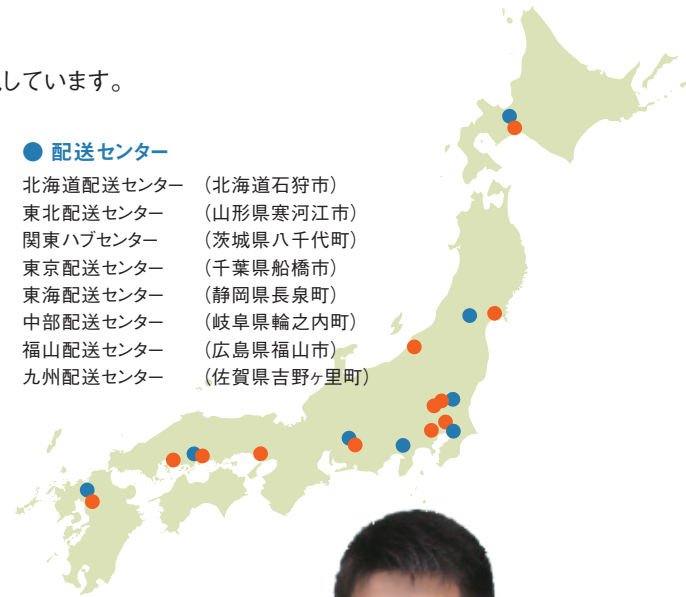 しています。
● 配送センター
北海道配送センター （北海道石狩市）
東北配送センター （山形県寒河江市）
関東ハブセンター （茨城県八千代町）
東京配送センター （千葉県船橋市）
東海配送センター （静岡県長泉町）
中部配送センター （岐阜県輪之内町）
福山配送センター （広島県福山市）
九州配送センター （佐賀県吉野ヶ里町）